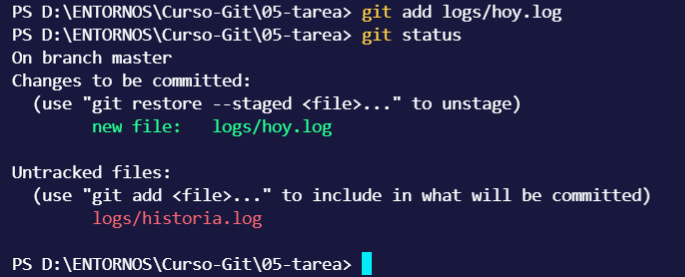 PS D:\ENTORNOS\Curso-Git\05-tarea> git add logs/hoy.log
PS D:\ENTORNOS\Curso-Git\05-tarea> git status
On branch master
Changes to be committed:
  (use "git restore --staged <file>..." to unstage)
        new file:   logs/hoy.log

Untracked files:
  (use "git add <file>..." to include in what will be committed)
        logs/historia.log

PS D:\ENTORNOS\Curso-Git\05-tarea>